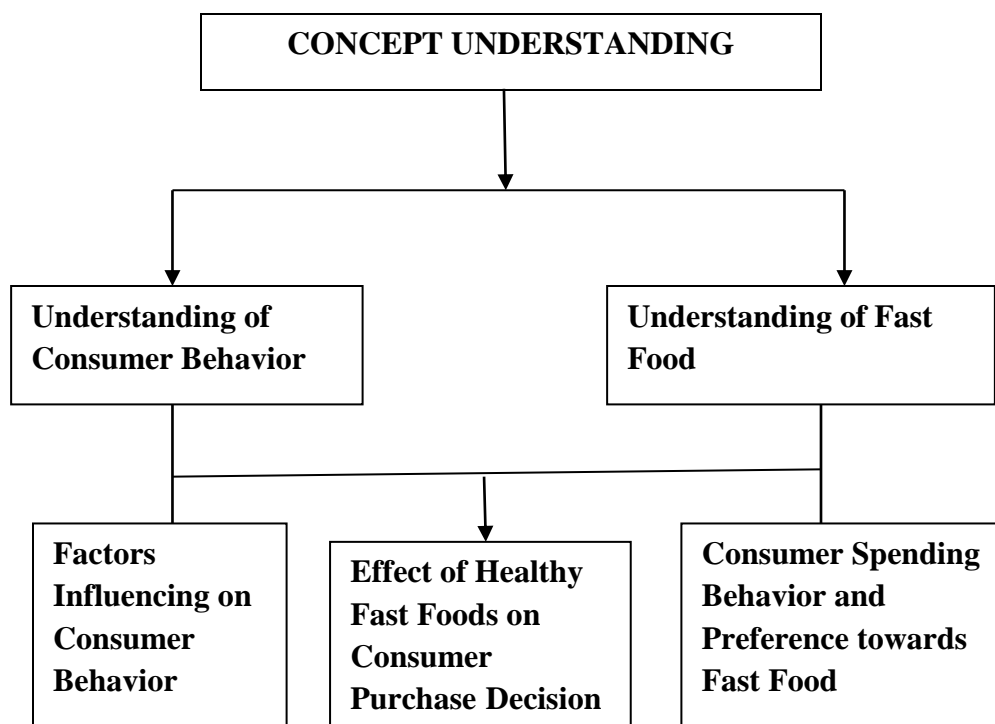 CONCEPT UNDERSTANDING
Understanding of
Consumer Behavior
Understanding of Fast
Food
Factors
Influencing on
Consumer
Behavior
Effect of Healthy
Fast Foods on
Consumer
Purchase Decision
Consumer Spending
Behavior and
Preference towards
Fast Food